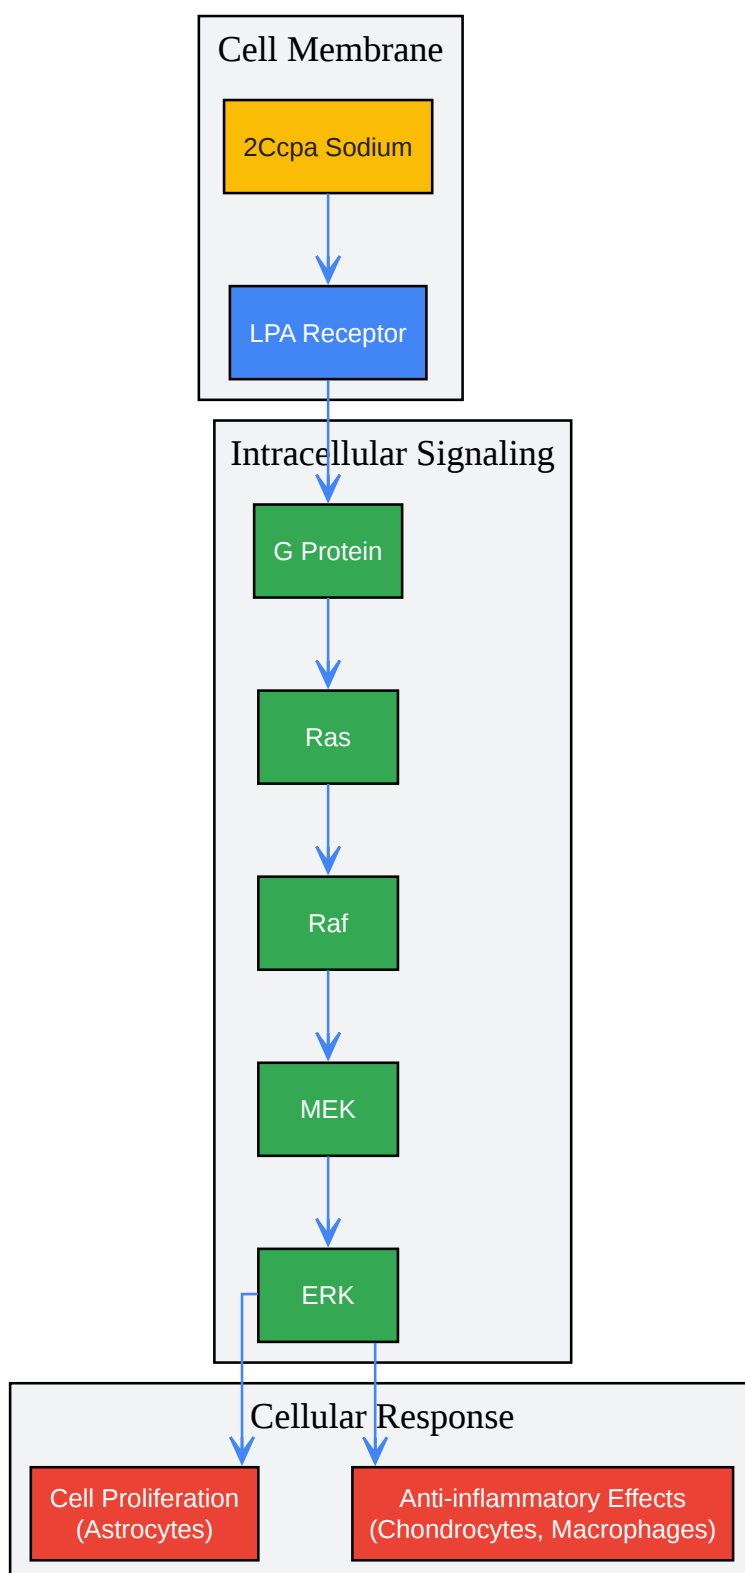 Cell Membrane
2Ccpa Sodium
LPA Receptor
Intracellular Signaling
G Protein
Ras
Raf
MEK
ERK
Cellular Response
Cell Proliferation
(Astrocytes)
Anti-inflammatory Effects
(Chondrocytes, Macrophages)